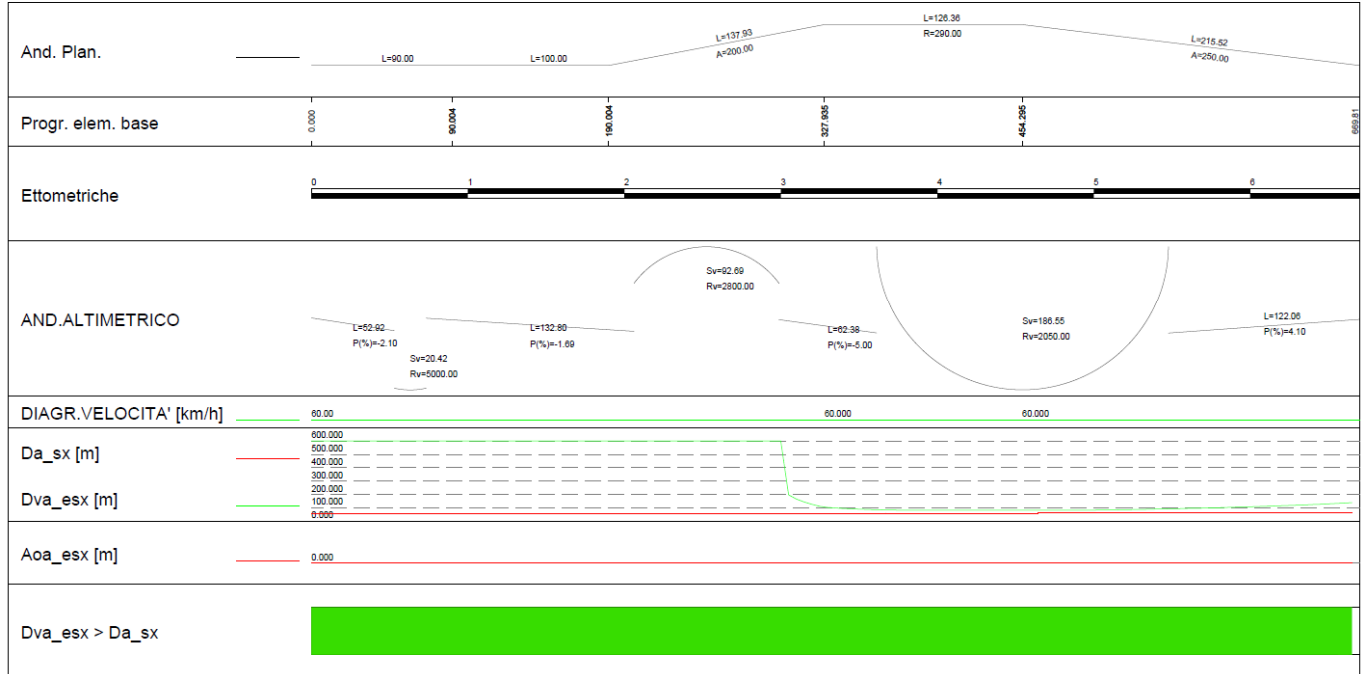 And. Plan.
L=90.00
L=100.00
L=137.93
A=200.00
L=126.36
R=290.00
L=215.52
A=250.00
Progr. elem. base
0.000
90.004
190.004
327.935
454.295
669.81
Ettometriche
0
1
2
3
4
5
6
AND.ALTIMETRICO
L=52.92
P(%)=-2.10
Sv=20.42
Rv=5000.00
L=132.80
P(%)=-1.69
Sv=92.69
Rv=2800.00
L=62.38
P(%)=-5.00
Sv=186.55
Rv=2050.00
L=122.06
P(%)=4.10
DIAGR.VELOCITA' [km/h]
60.00
60.000
60.000
Da_sx [m]
Dva_esx [m]
600.000
500.000
400.000
300.000
200.000
100.000
0.000
Aoa_esx [m]
0.000
Dva_esx > Da_sx